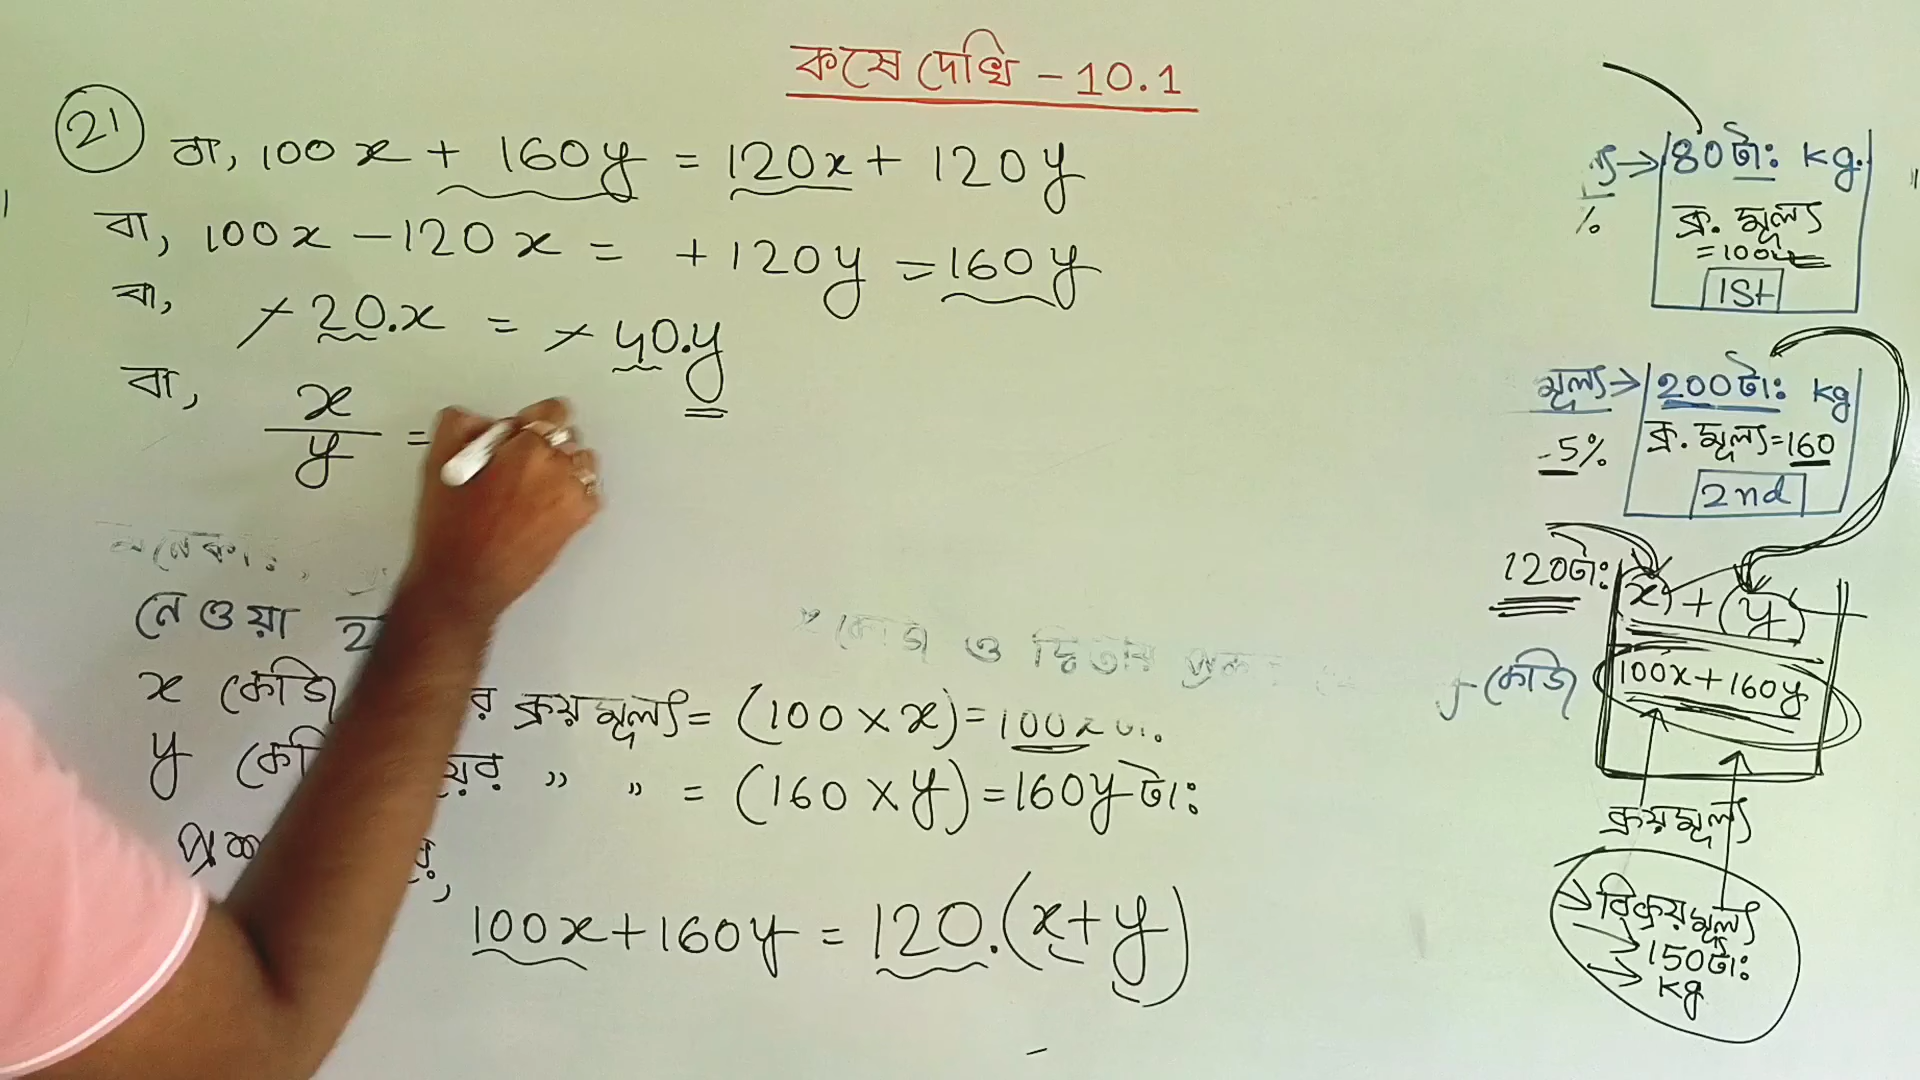 কষে দেখি - 10.1
21
বা, 100x + 160y = 120x + 120y
বা, 100x - 120x = +120y = 160y
বা, -20.x = -40.y
বা, x/y =
নেওয়া
x কেজি র ক্রয়মূল্য = (100 × x) = 100x
y কে য়ের " " = (160 × y) = 160y টা:
100x + 160y = 120.(x + y)
80টা: kg.
%
ক্র. মূল্য
= 100
1St
মূল্য → 200টা: kg
-5%
ক্র. মূল্য = 160
2nd
120টা:
x + y
y কেজি
100x + 160y
ক্রয়মূল্য
→ বিক্রয়মূল্য
→ 150টা:
→ kg